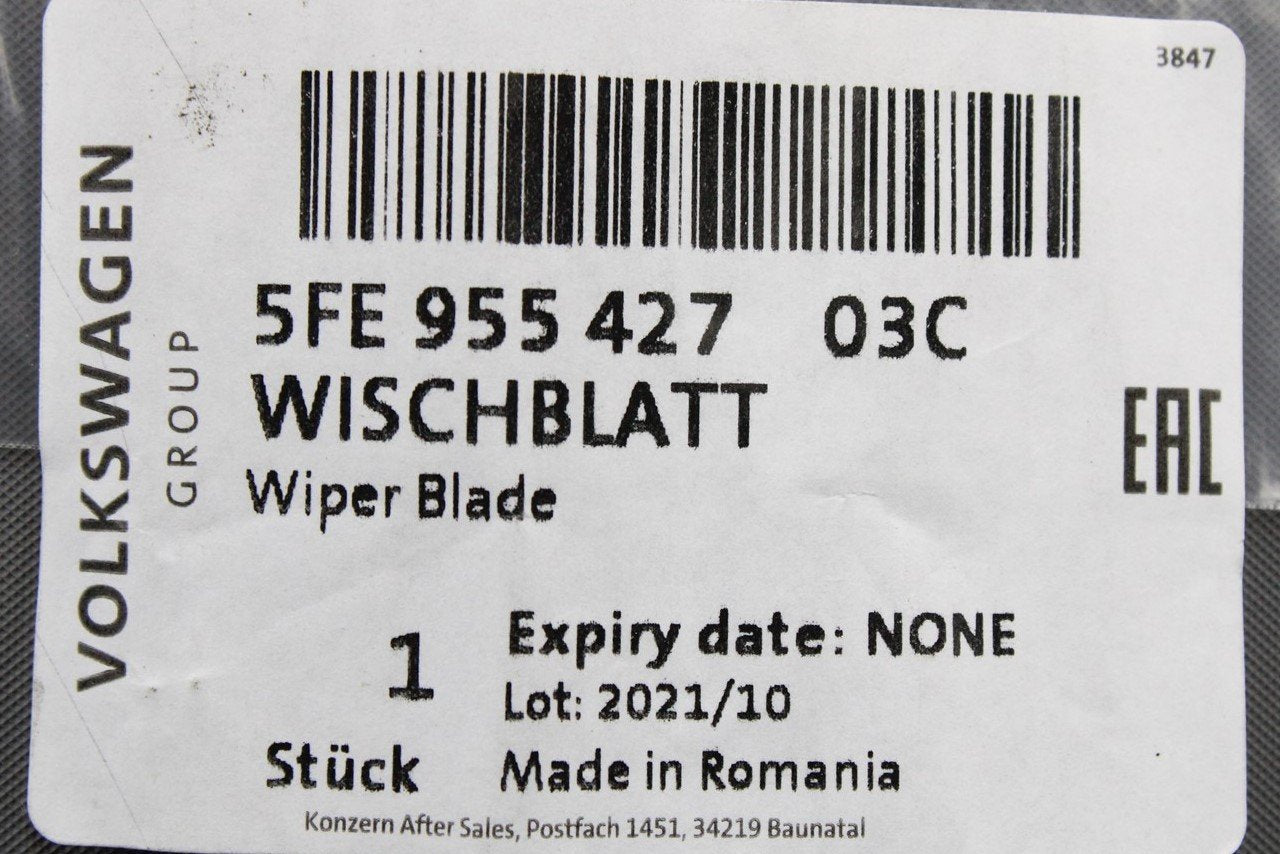 3847
VOLKSWAGEN
GROUP
5FE 955 427 03C
WISCHBLATT
Wiper Blade
EAC
1
Expiry date: NONE
Lot: 2021/10
Stück
Made in Romania
Konzern After Sales, Postfach 1451, 34219 Baunatal